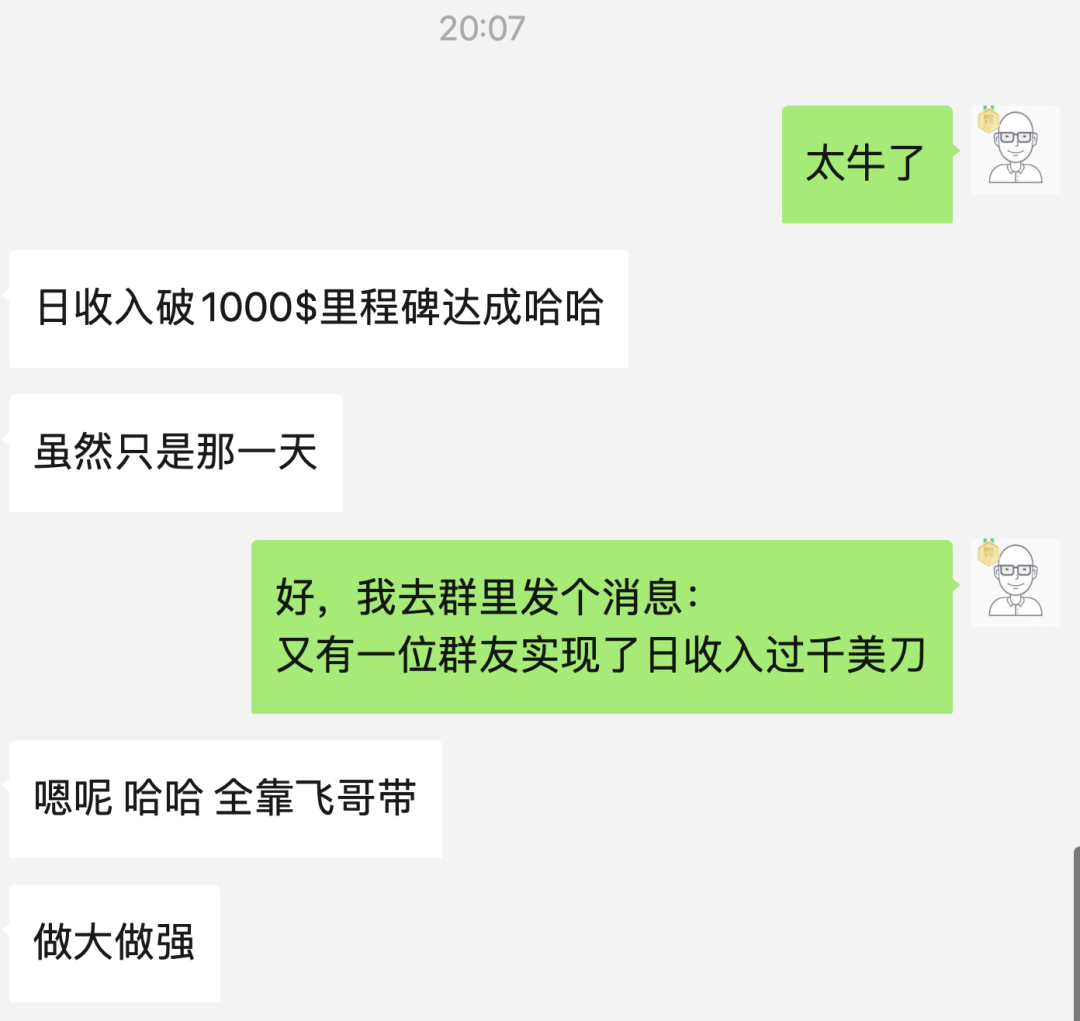 20:07
太牛了
日收入破1000$里程碑达成哈哈
虽然只是那一天
好，我去群里发个消息：
又有一位群友实现了日收入过千美刀
嗯呢 哈哈 全靠飞哥带
做大做强